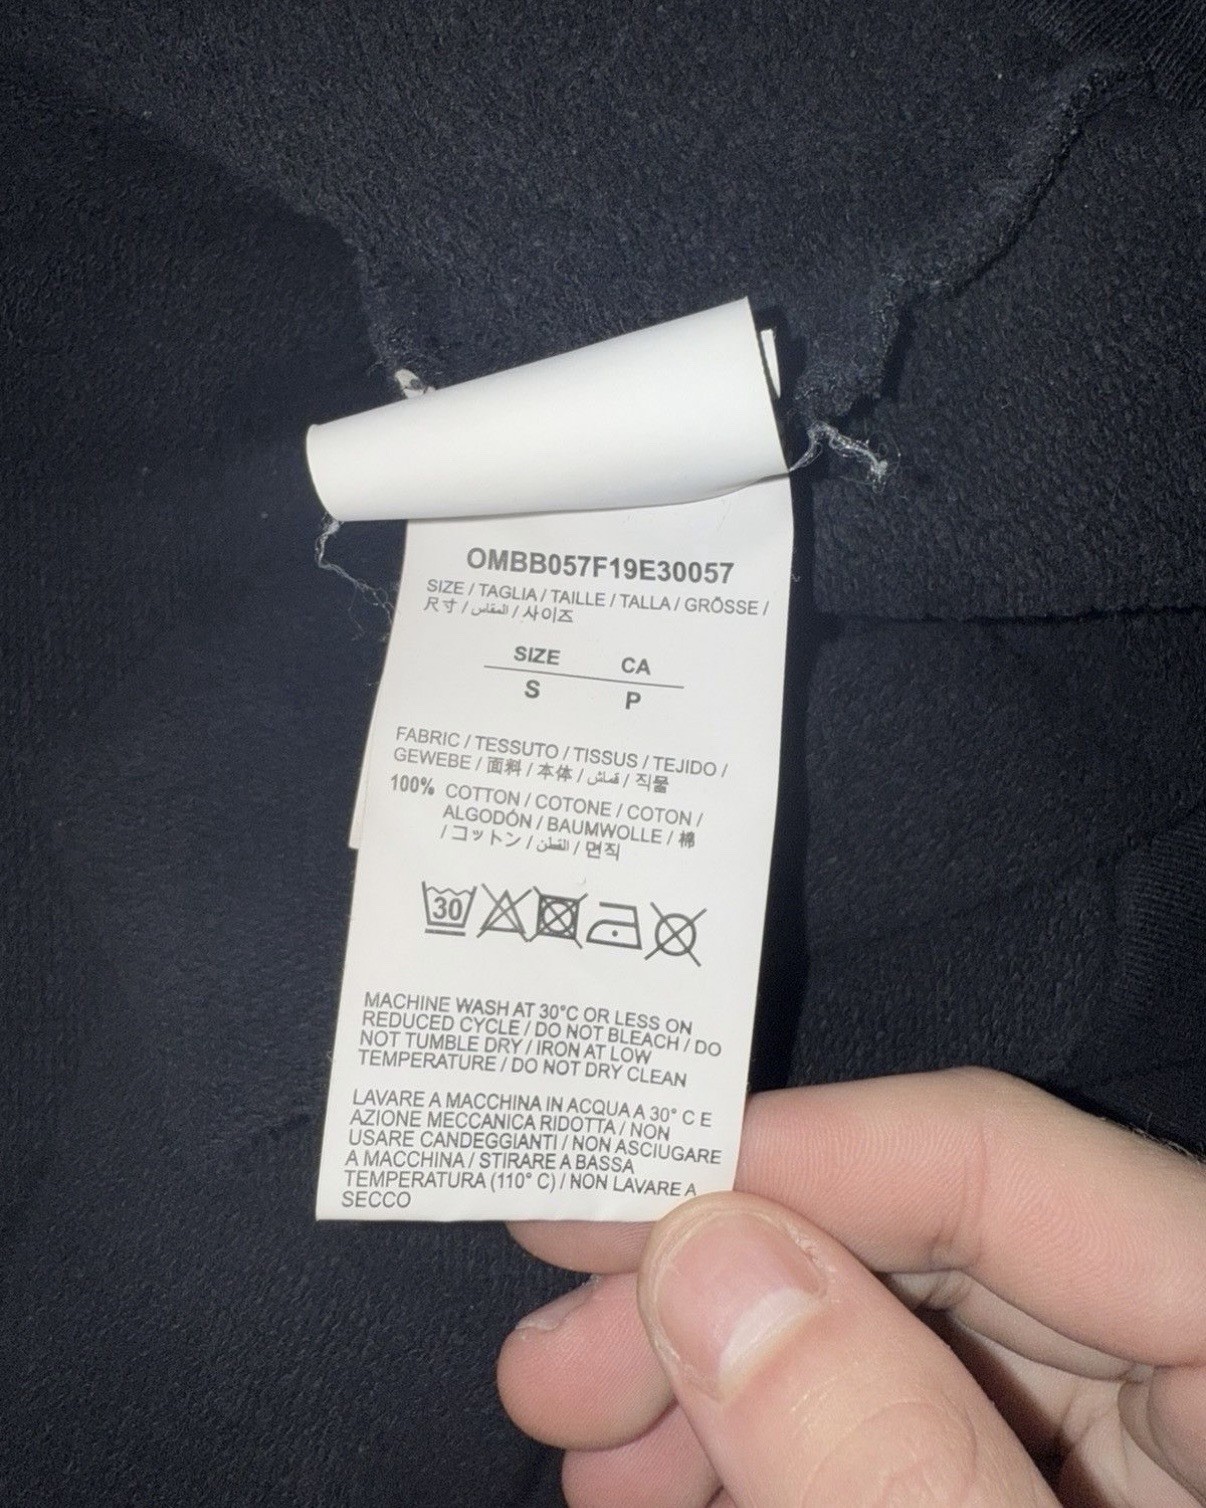 OMBB057F19E30057
SIZE / TAGLIA / TAILLE / TALLA / GRÖSSE /
尺寸 / المقاس / 사이즈
SIZE CA
S P
FABRIC / TESSUTO / TISSUS / TEJIDO /
GEWEBE / 面料 / 本体 / قماش / 직물
100% COTTON / COTONE / COTON /
ALGODÓN / BAUMWOLLE / 棉
/ コットン / القطن / 면직
30
MACHINE WASH AT 30°C OR LESS ON
REDUCED CYCLE / DO NOT BLEACH / DO
NOT TUMBLE DRY / IRON AT LOW
TEMPERATURE / DO NOT DRY CLEAN
LAVARE A MACCHINA IN ACQUA A 30° C E
AZIONE MECCANICA RIDOTTA / NON
USARE CANDEGGIANTI / NON ASCIUGARE
A MACCHINA / STIRARE A BASSA
TEMPERATURA (110° C) / NON LAVARE A
SECCO